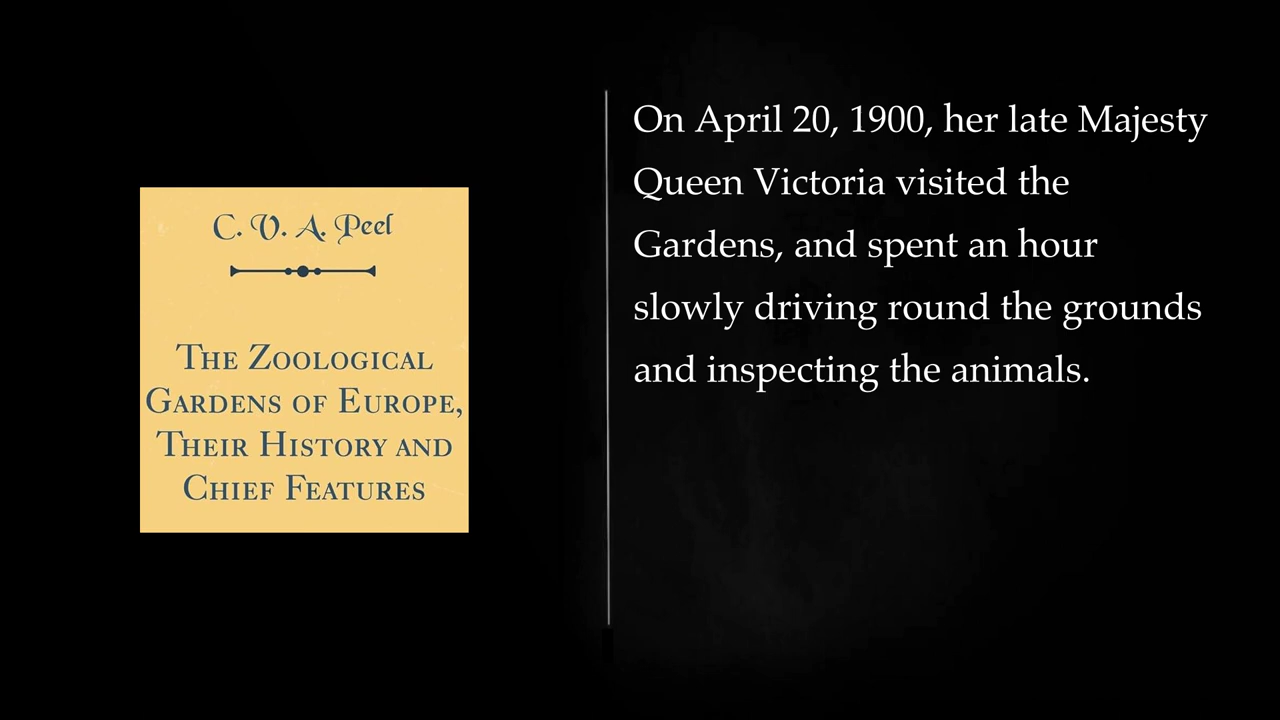 C. V. A. Peel
The Zoological
Gardens of Europe,
Their History and
Chief Features
On April 20, 1900, her late Majesty
Queen Victoria visited the
Gardens, and spent an hour
slowly driving round the grounds
and inspecting the animals.